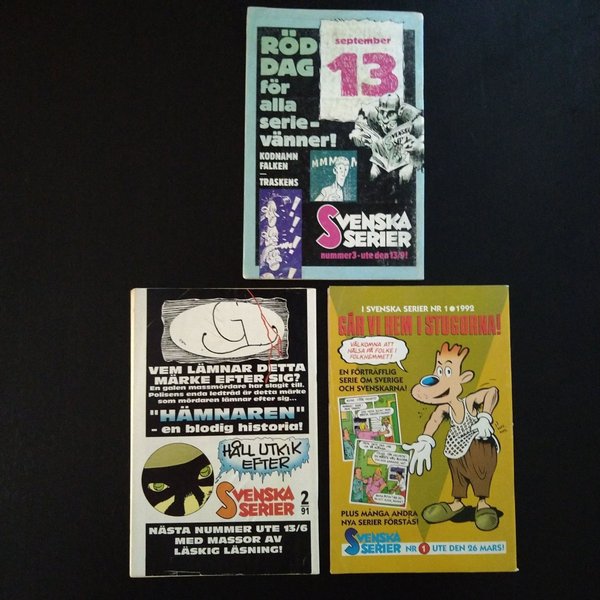 RÖD
DAG
för
alla
serie-
vänner!
KODNAMN
FALKEN
—
TRASKENS
september
13
SVENSKA
MMMM
SVENSKA
SERIER
nummer 3 - ute den 13/9!
G
VEM LÄMNAR DETTA
MÄRKE EFTER SIG?
En galen massmördare har slagit till.
Polisens enda ledtråd är detta märke
som mördaren lämnar efter sig...
"HÄMNAREN"
- en blodig historia!
HÅLL UTKIK
EFTER
SVENSKA
SERIER
2
91
NÄSTA NUMMER UTE 13/6
MED MASSOR AV
LÄSKIG LÄSNING!
I SVENSKA SERIER NR 1 • 1992
GÅR VI HEM I STUGORNA!
VÄLKOMNA ATT
HÄLSA PÅ FOLKE I
FOLKHEMMET!
EN FÖRTRÄFFLIG
SERIE OM SVERIGE
OCH SVENSKARNA!
PLUS MÅNGA ANDRA
NYA SERIER FÖRSTÅS!
SVENSKA
SERIER
NR 1 UTE DEN 26 MARS!